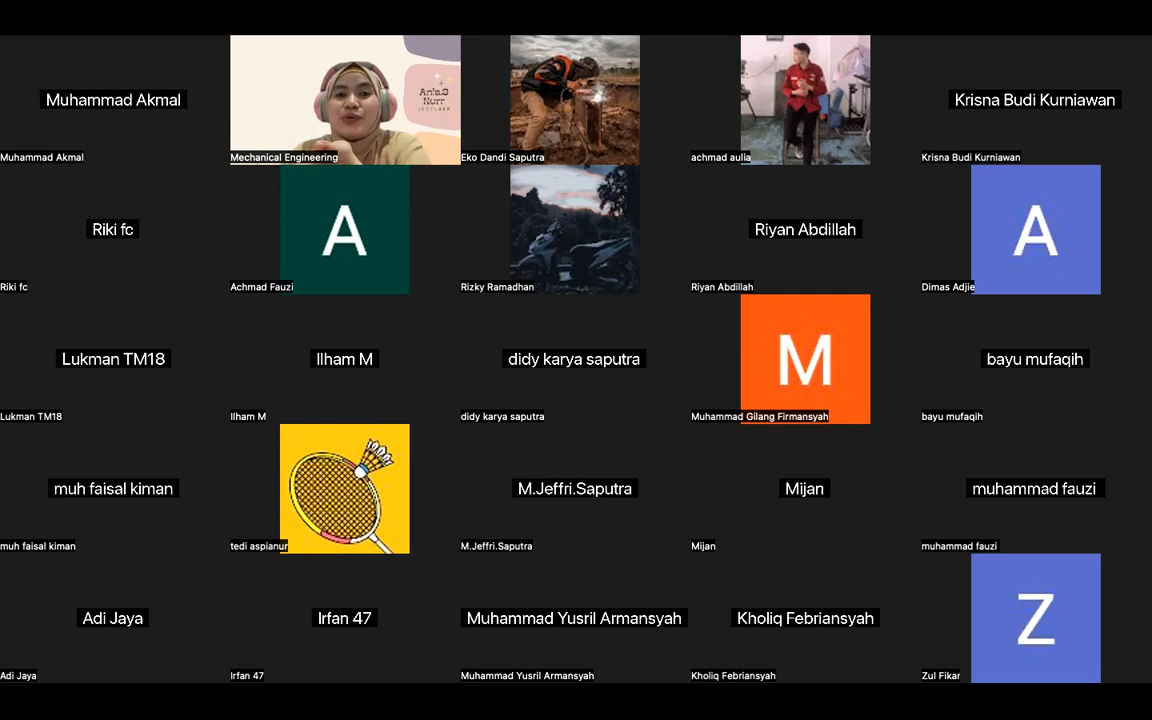 Muhammad Akmal
Muhammad Akmal
Anis.S
Nurr
LECTURER
Mechanical Engineering
Eko Dandi Saputra
achmad aulia
Krisna Budi Kurniawan
Krisna Budi Kurniawan
Riki fc
Riki fc
A
Achmad Fauzi
Rizky Ramadhan
Riyan Abdillah
Riyan Abdillah
A
Dimas Adjie
Lukman TM18
Lukman TM18
Ilham M
Ilham M
didy karya saputra
didy karya saputra
M
Muhammad Gilang Firmansyah
bayu mufaqih
bayu mufaqih
muh faisal kiman
muh faisal kiman
tedi aspianur
M.Jeffri.Saputra
M.Jeffri.Saputra
Mijan
Mijan
muhammad fauzi
muhammad fauzi
Adi Jaya
Adi Jaya
Irfan 47
Irfan 47
Muhammad Yusril Armansyah
Muhammad Yusril Armansyah
Kholiq Febriansyah
Kholiq Febriansyah
Z
Zul Fikar